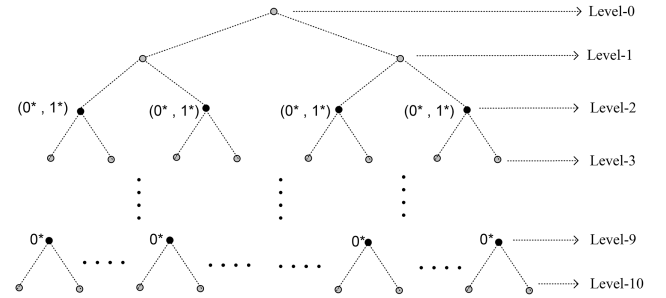 Level-0
Level-1
(0* , 1*) (0* , 1*) (0* , 1*) (0* , 1*) Level-2
Level-3
0* 0* 0* 0* Level-9
Level-10